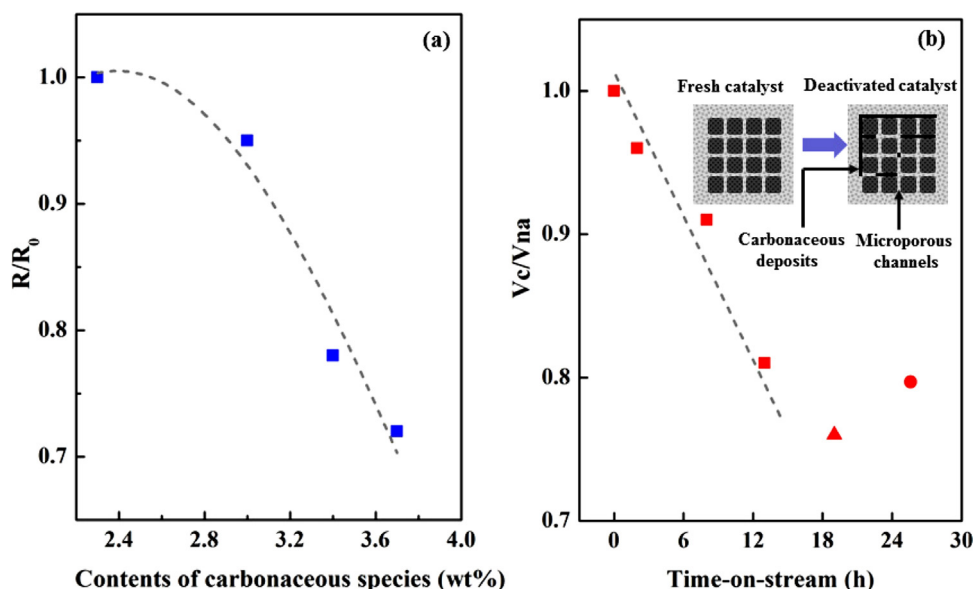 (a)
1.0
0.9
0.8
0.7
R/R0
2.4 2.8 3.2 3.6 4.0
Contents of carbonaceous species (wt%)
(b)
Fresh catalyst Deactivated catalyst
Carbonaceous
deposits
Microporous
channels
1.0
0.9
0.8
0.7
Vc/Vna
0 6 12 18 24 30
Time-on-stream (h)